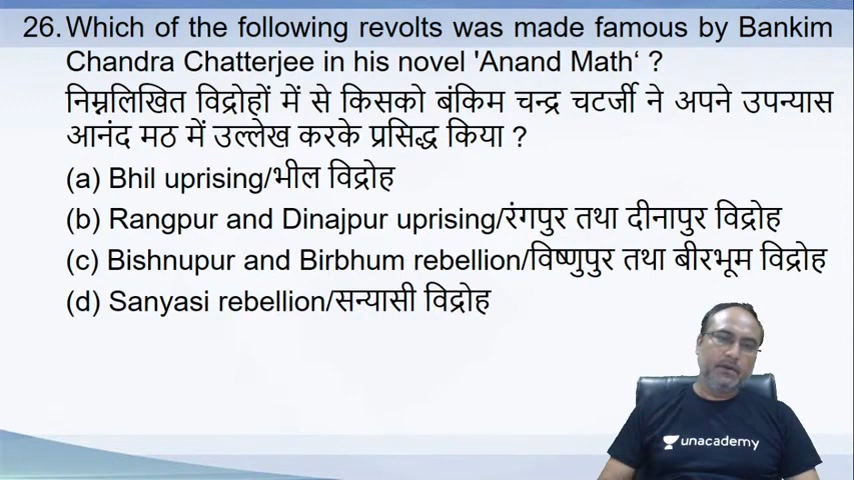 26. Which of the following revolts was made famous by Bankim
Chandra Chatterjee in his novel 'Anand Math‘ ?
निम्नलिखित विद्रोहों में से किसको बंकिम चन्द्र चटर्जी ने अपने उपन्यास
आनंद मठ में उल्लेख करके प्रसिद्ध किया ?
(a) Bhil uprising/भील विद्रोह
(b) Rangpur and Dinajpur uprising/रंगपुर तथा दीनापुर विद्रोह
(c) Bishnupur and Birbhum rebellion/विष्णुपुर तथा बीरभूम विद्रोह
(d) Sanyasi rebellion/सन्यासी विद्रोह
unacademy